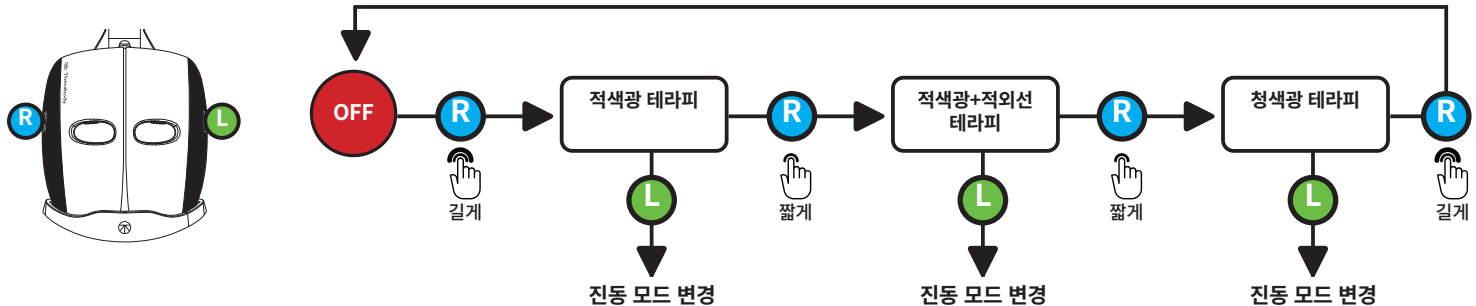 Therabody
R
L
OFF
R
길게
적색광 테라피
L
진동 모드 변경
R
짧게
적색광+적외선
테라피
L
진동 모드 변경
R
짧게
청색광 테라피
L
진동 모드 변경
R
길게